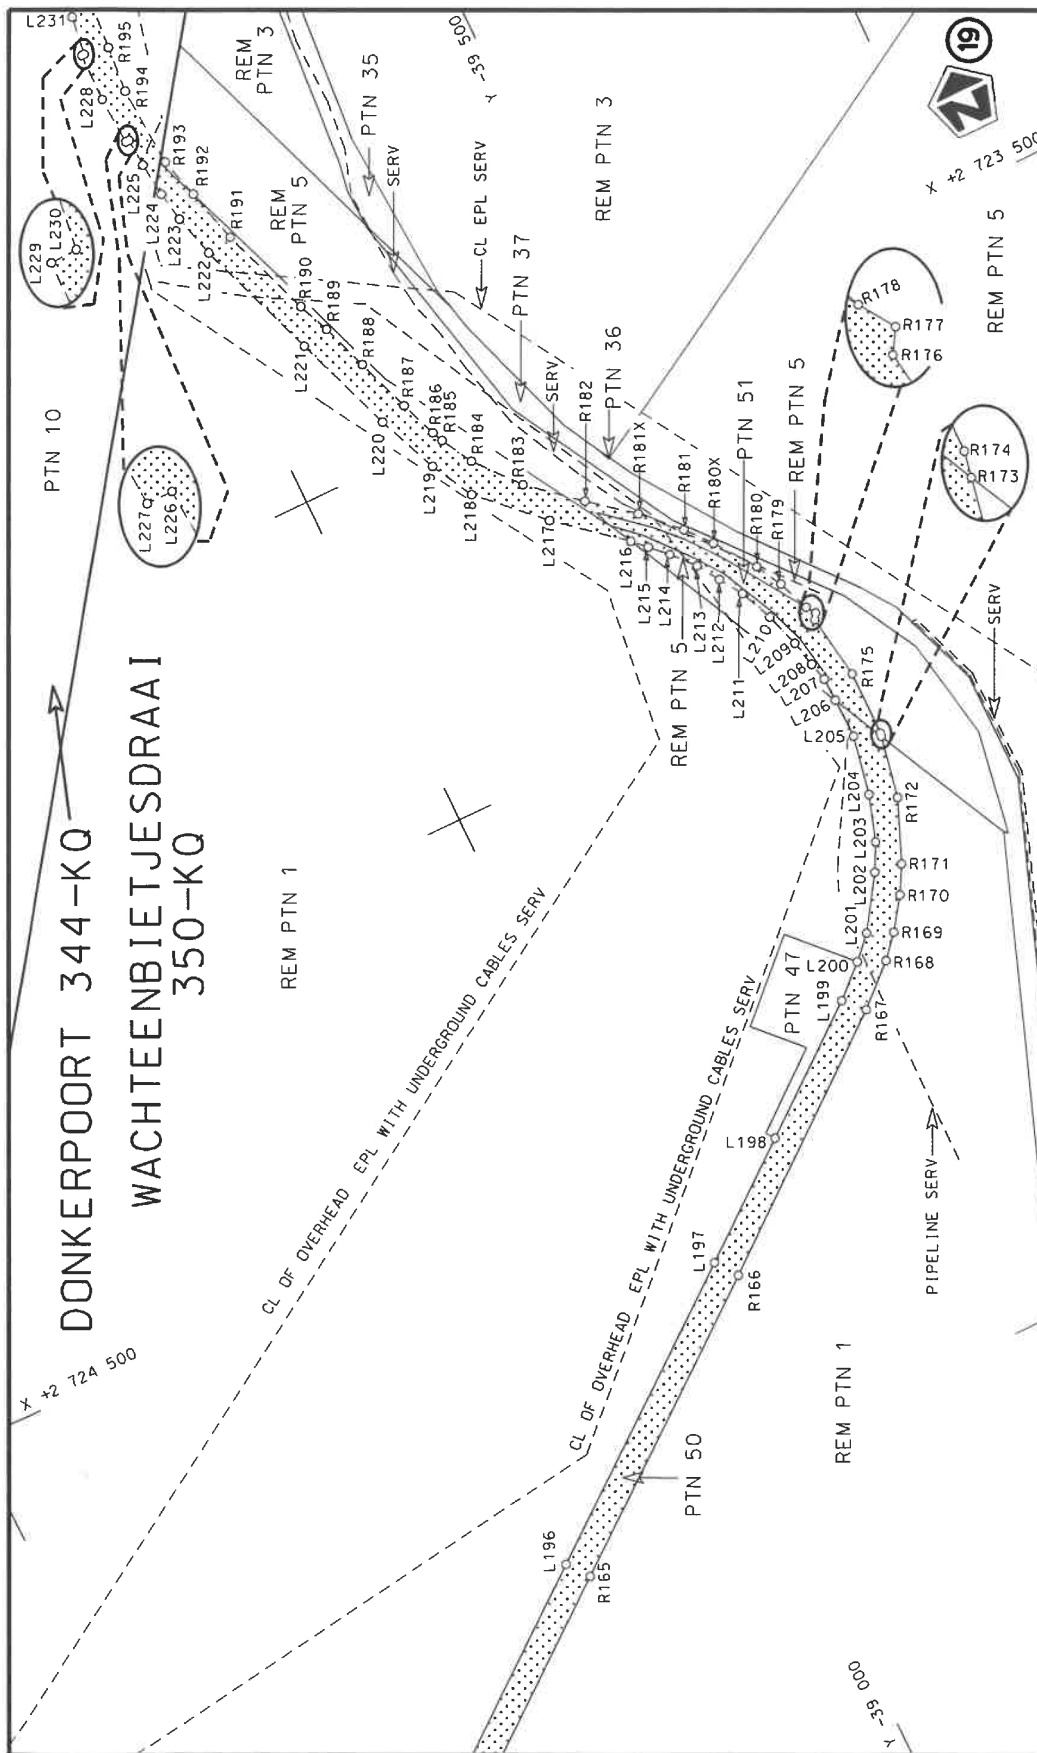 DONKERPOORT 344-KQ
WACHTEENBIETJESDRAAI
350-KQ
PTN 10
REM PTN 1
X +2 724 500
CL OF OVERHEAD EPL WITH UNDERGROUND CABLES SERV
CL OF OVERHEAD EPL WITH UNDERGROUND CABLES SERV
L231
R195
L228
R194
L225
R193
L224
R192
L223
R191
L222
L229
L230
L227
L226
REM
PTN 3
REM
PTN 5
PTN 35
SERV
Y -39 500
CL EPL SERV
REM PTN 3
19
X +2 723 500
REM PTN 5
R190
R189
L221
R188
R187
L220
R186
R185
L219
R184
L218
R183
L217
PTN 37
SERV
R182
PTN 36
R181X
R181
R180X
PTN 51
R180
R179
REM PTN 5
L216
L215
L214
REM PTN 5
L213
L212
L211
L210
L209
L208
L207
L206
L205
R178
R177
R176
R174
R173
R175
SERV
L204
R172
L203
L202
R171
R170
L201
R169
L200
R168
L199
R167
PTN 47
L198
PIPELINE SERV
L197
R166
REM PTN 1
PTN 50
L196
R165
Y -39 000